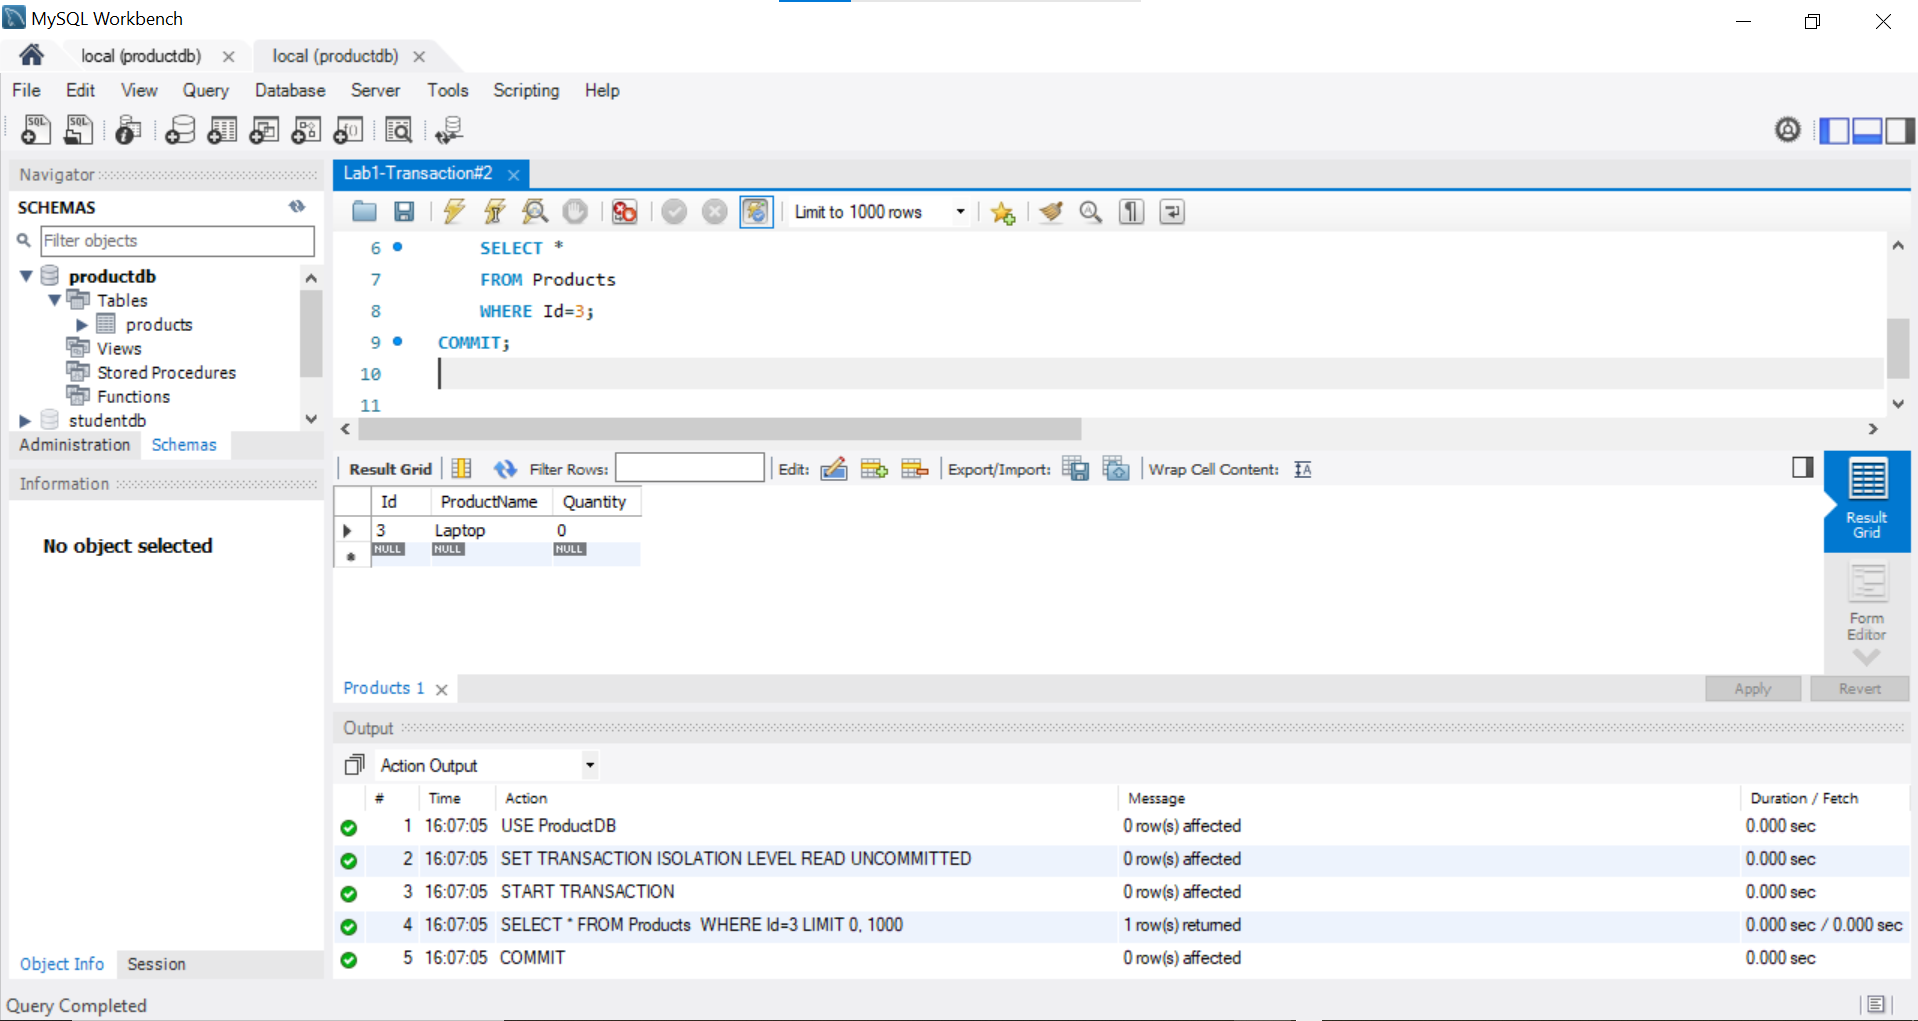 MySQL Workbench
local (productdb)
local (productdb)
File Edit View Query Database Server Tools Scripting Help
Navigator
SCHEMAS
Filter objects
productdb
Tables
products
Views
Stored Procedures
Functions
studentdb
Administration Schemas
Information
No object selected
Object Info Session
Lab1-Transaction#2
Limit to 1000 rows
6 SELECT *
7 FROM Products
8 WHERE Id=3;
9 COMMIT;
10
11
Result Grid Filter Rows: Edit: Export/Import: Wrap Cell Content:
Id ProductName Quantity
3 Laptop 0
NULL NULL NULL
Result
Grid
Form
Editor
Products 1
Apply Revert
Output
Action Output
# Time Action Message Duration / Fetch
1 16:07:05 USE ProductDB 0 row(s) affected 0.000 sec
2 16:07:05 SET TRANSACTION ISOLATION LEVEL READ UNCOMMITTED 0 row(s) affected 0.000 sec
3 16:07:05 START TRANSACTION 0 row(s) affected 0.000 sec
4 16:07:05 SELECT * FROM Products WHERE Id=3 LIMIT 0, 1000 1 row(s) returned 0.000 sec / 0.000 sec
5 16:07:05 COMMIT 0 row(s) affected 0.000 sec
Query Completed